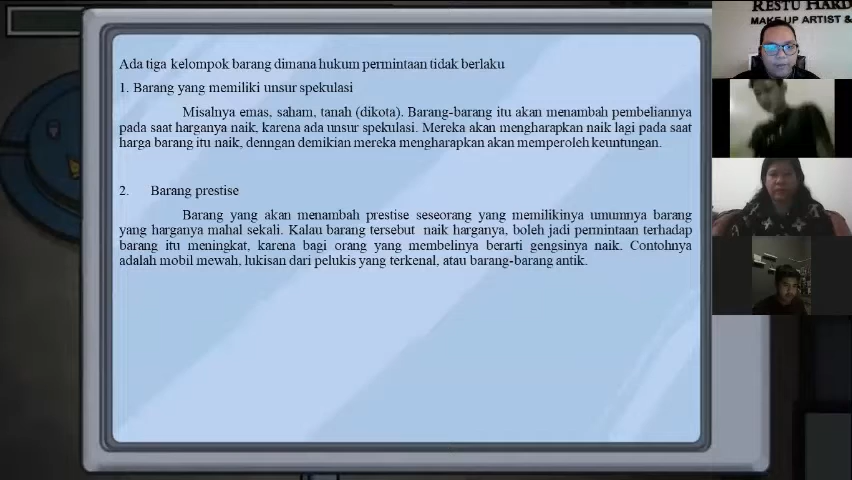 Ada tiga kelompok barang dimana hukum permintaan tidak berlaku
1. Barang yang memiliki unsur spekulasi
Misalnya emas, saham, tanah (dikota). Barang-barang itu akan menambah pembeliannya
pada saat harganya naik, karena ada unsur spekulasi. Mereka akan mengharapkan naik lagi pada saat
harga barang itu naik, denngan demikian mereka mengharapkan akan memperoleh keuntungan.
2. Barang prestise
Barang yang akan menambah prestise seseorang yang memilikinya umumnya barang
yang harganya mahal sekali. Kalau barang tersebut naik harganya, boleh jadi permintaan terhadap
barang itu meningkat, karena bagi orang yang membelinya berarti gengsinya naik. Contohnya
adalah mobil mewah, lukisan dari pelukis yang terkenal, atau barang-barang antik.
RESTU HARD
MAKE UP ARTIST &